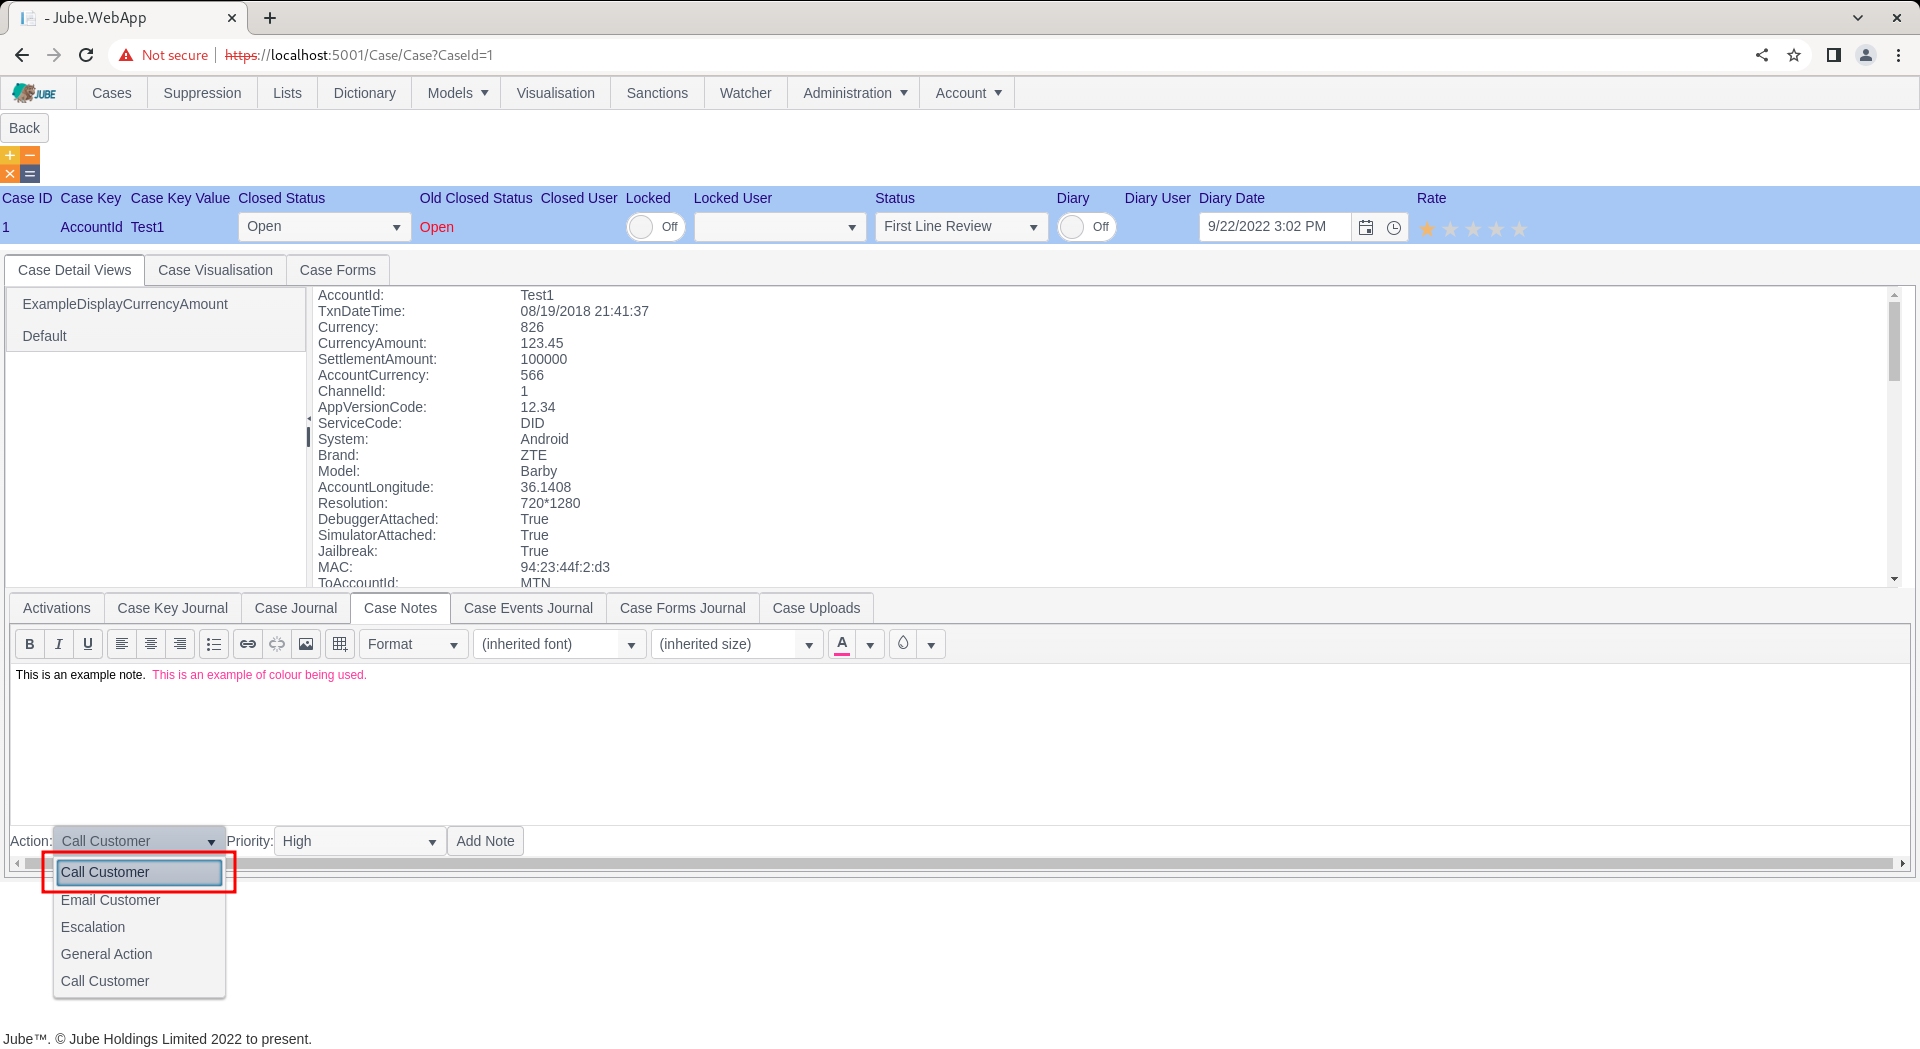 - Jube.WebApp
Not secure https://localhost:5001/Case/Case?CaseId=1
JUBE Cases Suppression Lists Dictionary Models Visualisation Sanctions Watcher Administration Account
Back
Case ID Case Key Case Key Value Closed Status Old Closed Status Closed User Locked Locked User Status Diary Diary User Diary Date Rate
1 AccountId Test1 Open Open Off First Line Review Off 9/22/2022 3:02 PM
Case Detail Views Case Visualisation Case Forms
ExampleDisplayCurrencyAmount
Default
AccountId: Test1
TxnDateTime: 08/19/2018 21:41:37
Currency: 826
CurrencyAmount: 123.45
SettlementAmount: 100000
AccountCurrency: 566
ChannelId: 1
AppVersionCode: 12.34
ServiceCode: DID
System: Android
Brand: ZTE
Model: Barby
AccountLongitude: 36.1408
Resolution: 720*1280
DebuggerAttached: True
SimulatorAttached: True
Jailbreak: True
MAC: 94:23:44f:2:d3
ToAccountId: MTN
Activations Case Key Journal Case Journal Case Notes Case Events Journal Case Forms Journal Case Uploads
B I U Format (inherited font) (inherited size) A
This is an example note. This is an example of colour being used.
Action: Call Customer Priority: High Add Note
Call Customer
Email Customer
Escalation
General Action
Call Customer
Jube™. © Jube Holdings Limited 2022 to present.